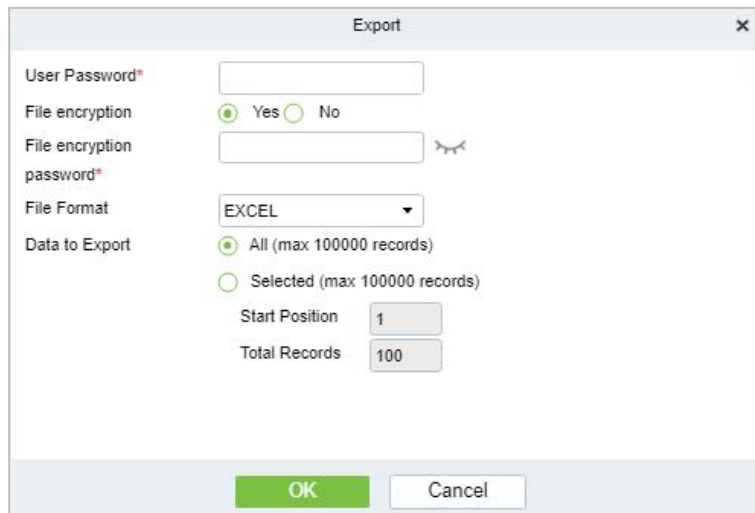 Export
User Password*
File encryption Yes No
File encryption
password*
File Format EXCEL
Data to Export All (max 100000 records)
Selected (max 100000 records)
Start Position 1
Total Records 100
OK Cancel